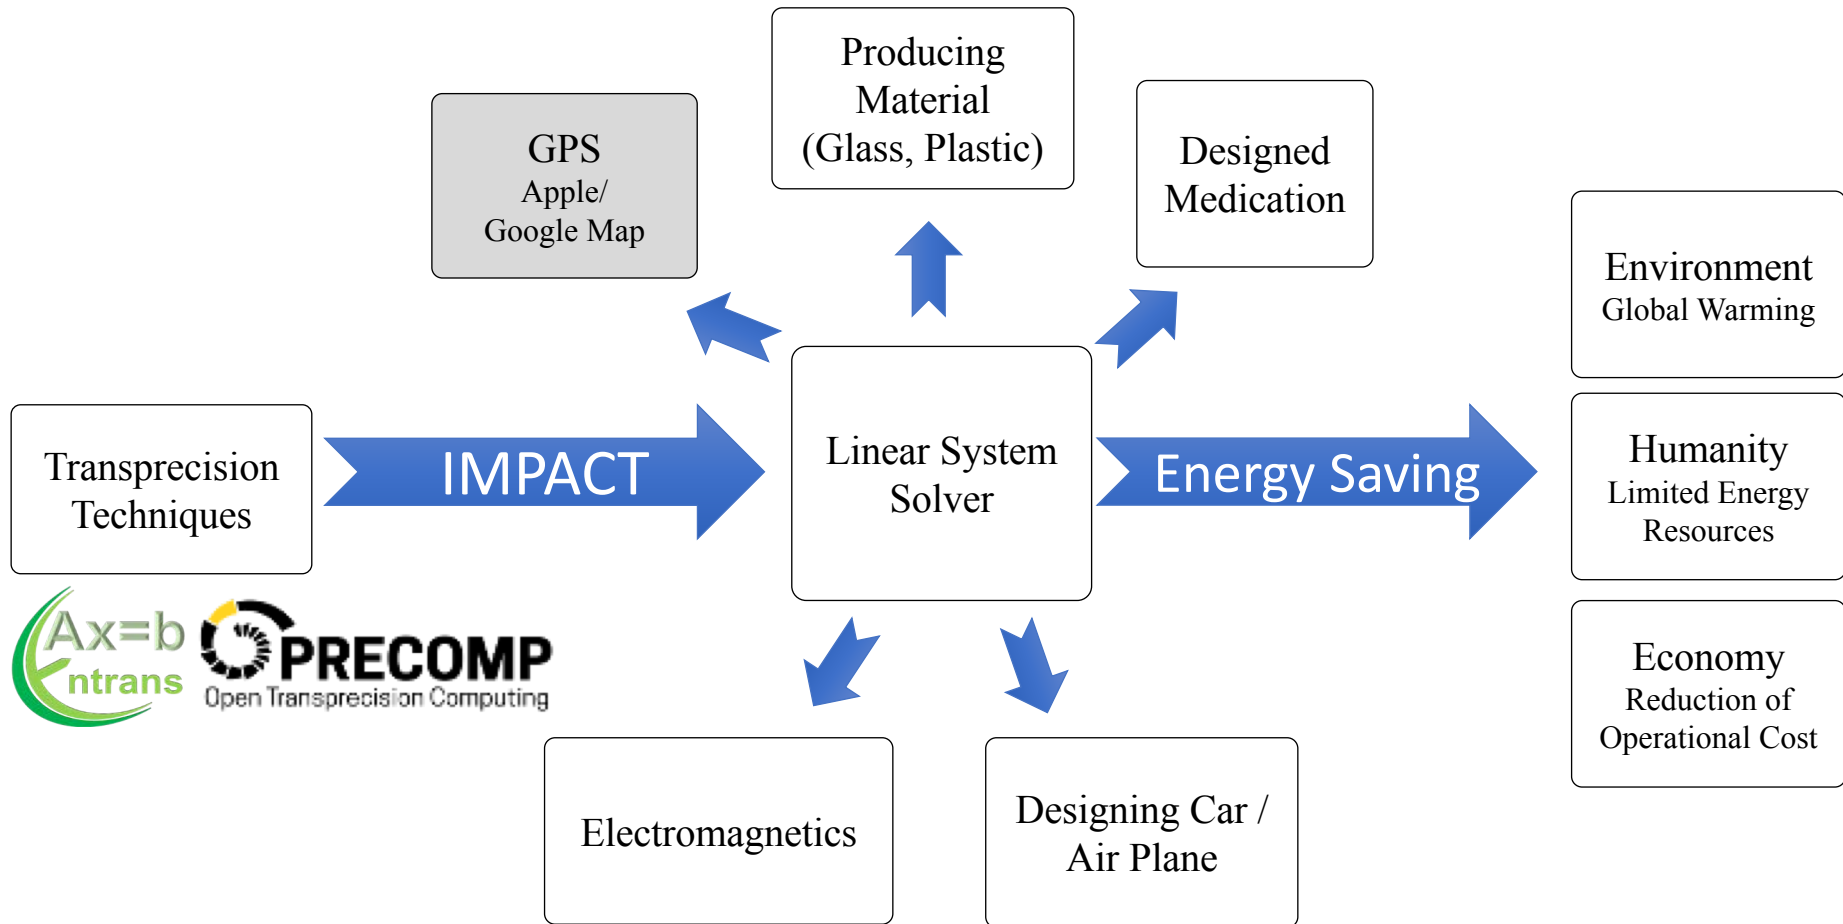 Producing
Material
(Glass, Plastic)
GPS
Apple/
Google Map
Designed
Medication
Environment
Global Warming
Transprecision
Techniques
IMPACT
Linear System
Solver
Energy Saving
Humanity
Limited Energy
Resources
Ax=b
Entrans
OPRECOMP
Open Transprecision Computing
Economy
Reduction of
Operational Cost
Electromagnetics
Designing Car /
Air Plane